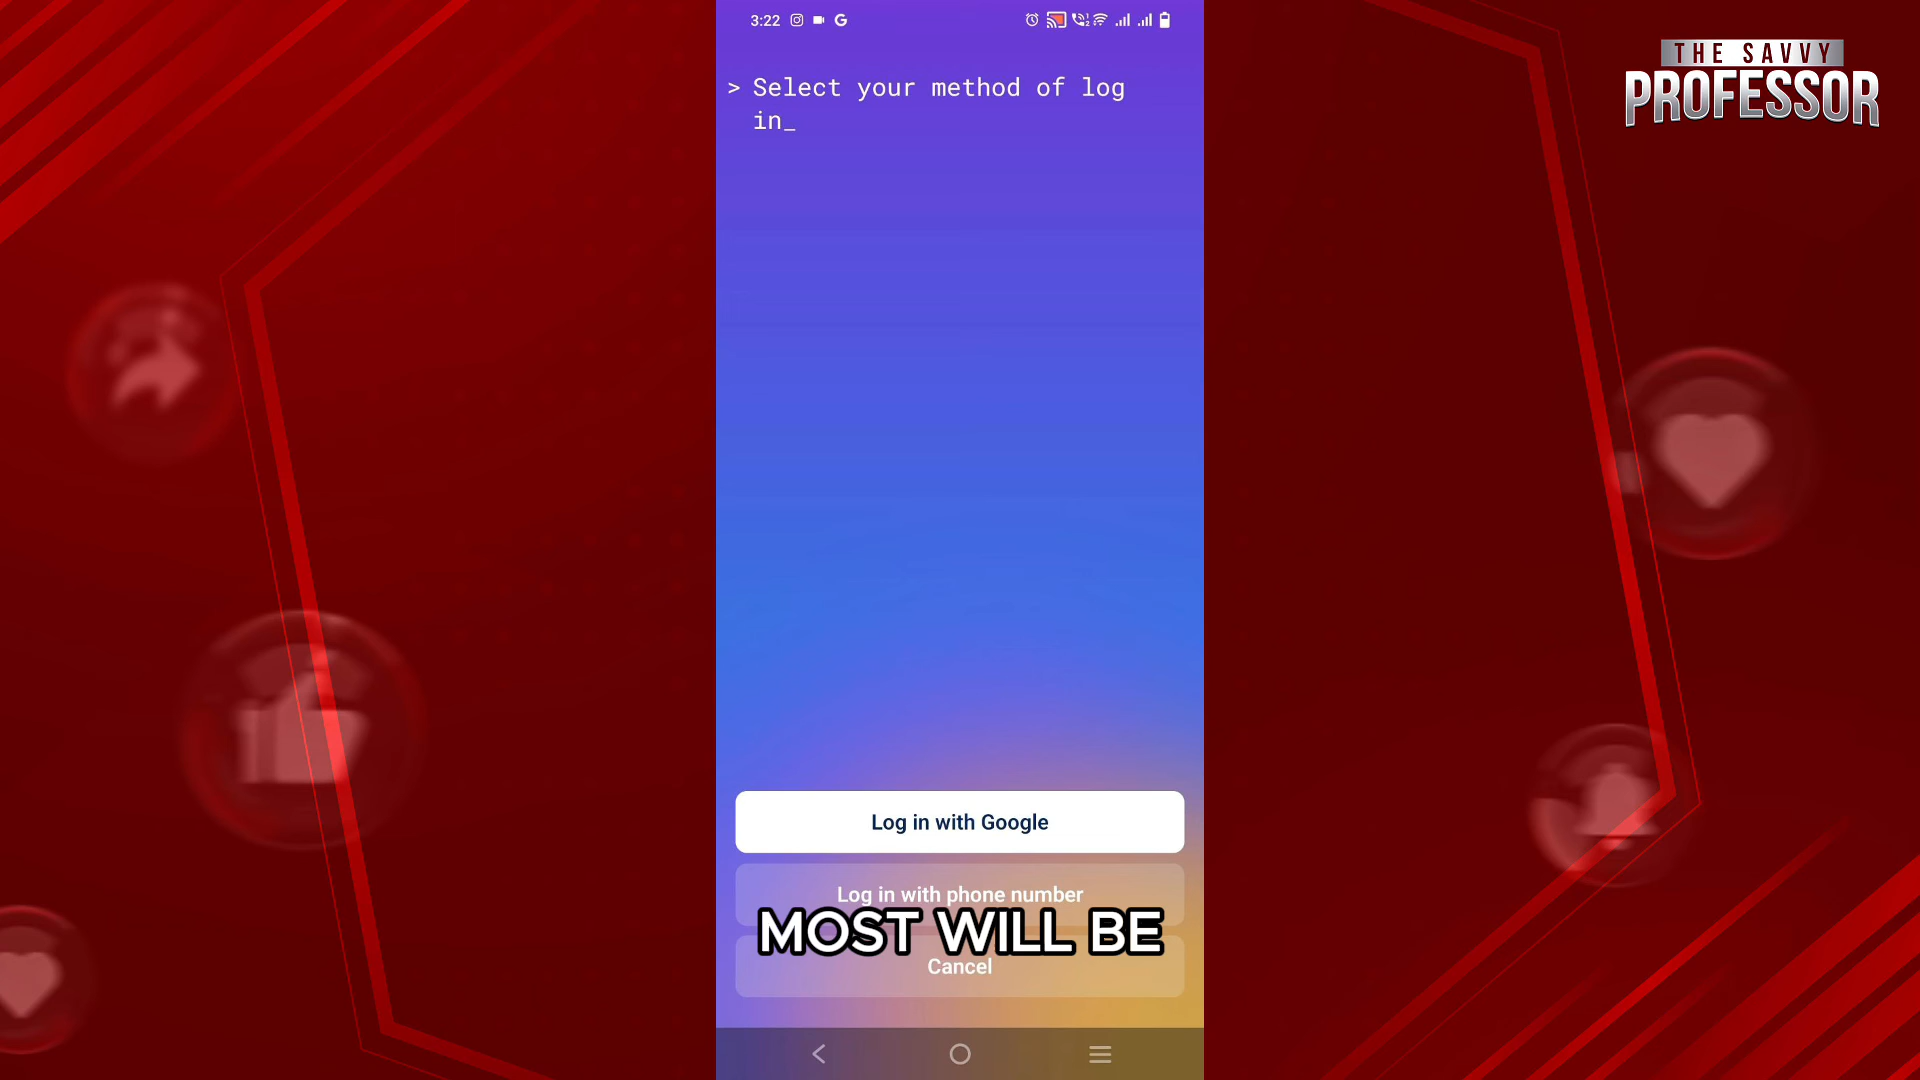 3:22
THE SAVVY
PROFESSOR
> Select your method of log
in_
Log in with Google
Log in with phone number
MOST WILL BE
Cancel